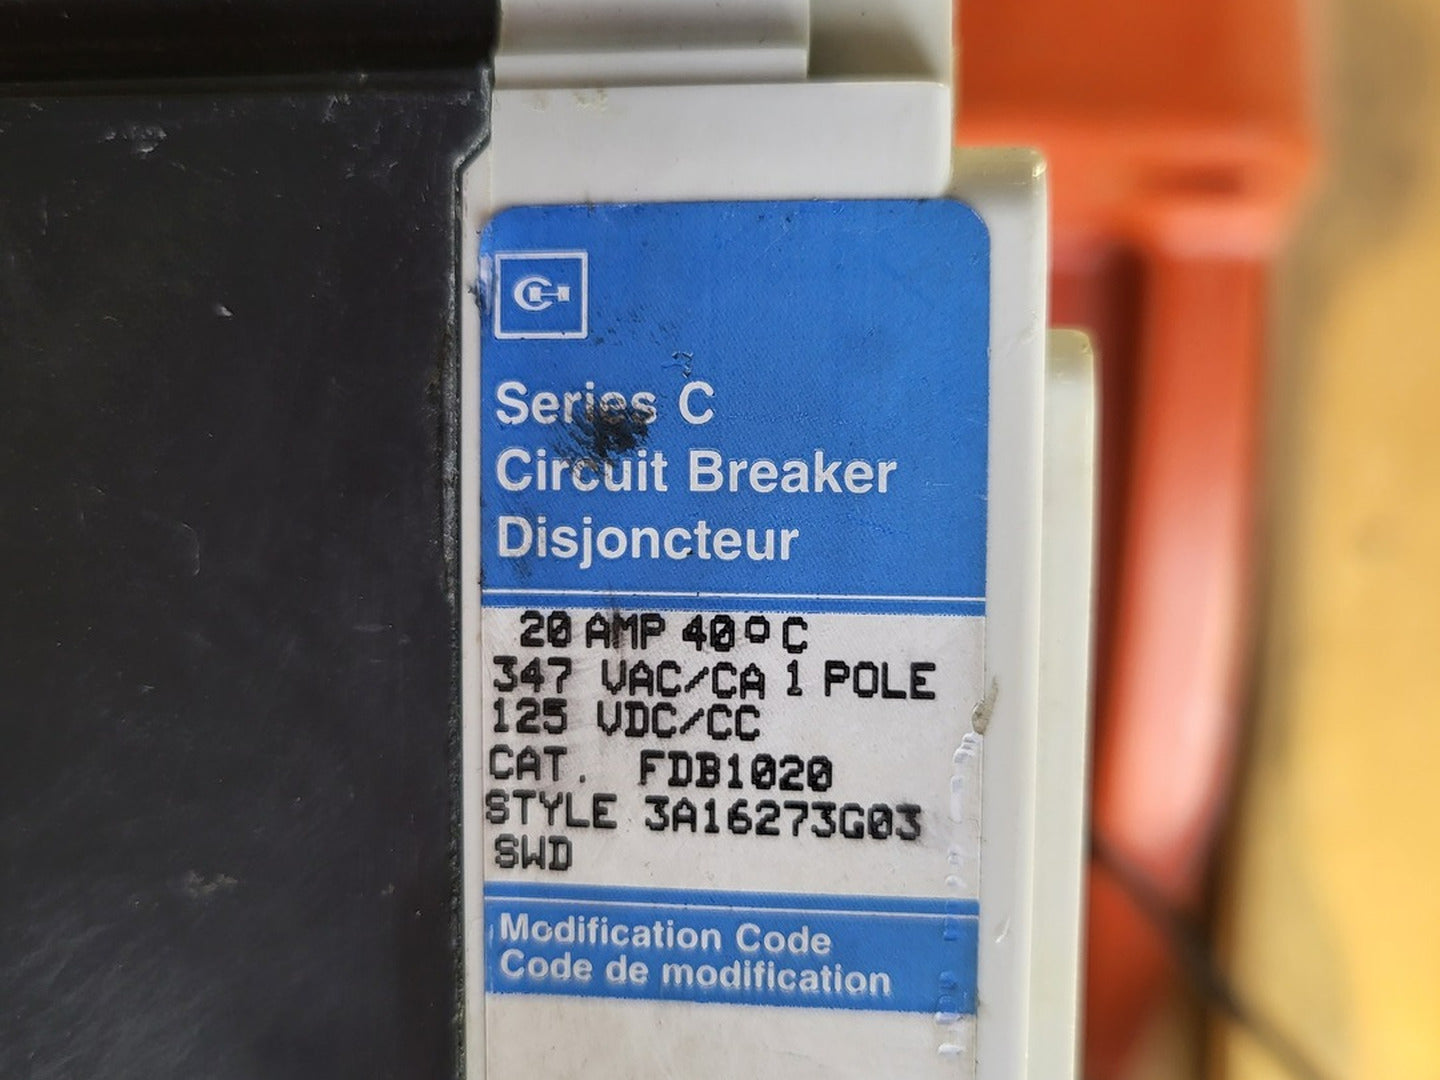 CH
Series C
Circuit Breaker
Disjoncteur
20 AMP 40°C
347 VAC/CA 1 POLE
125 VDC/CC
CAT. FDB1020
STYLE 3A16273G03
SWD
Modification Code
Code de modification